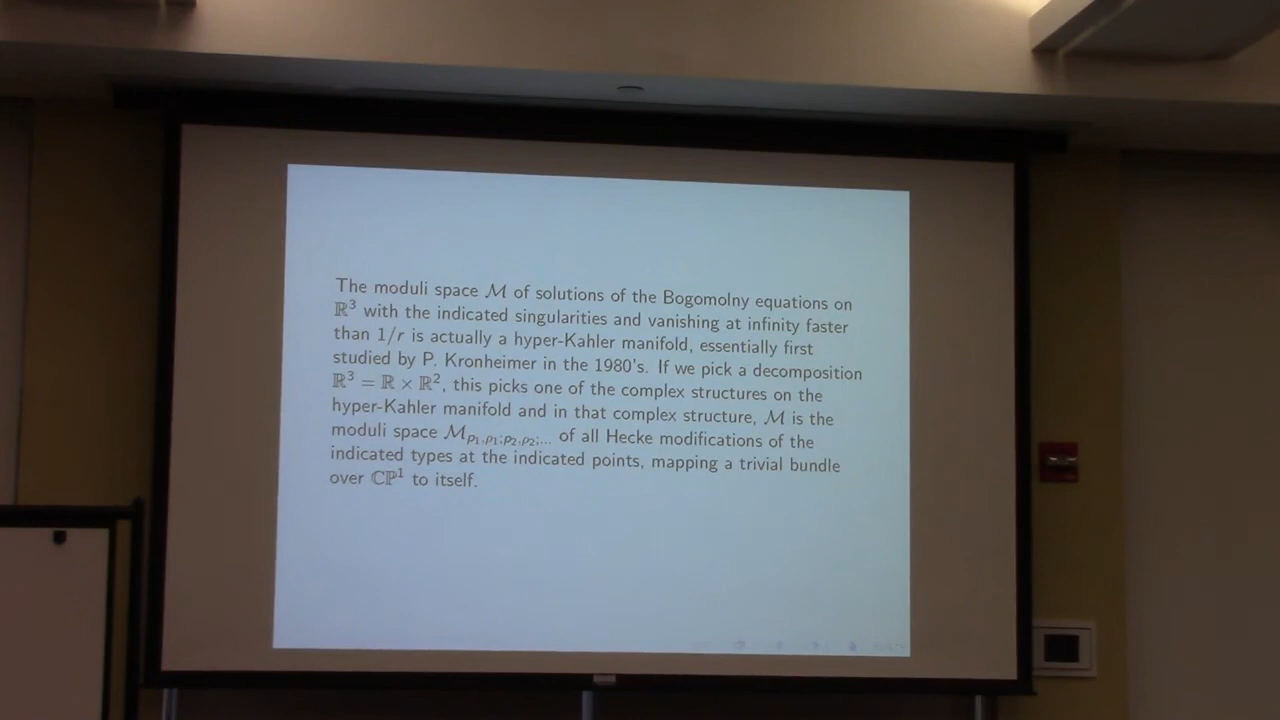 The moduli space ℳ of solutions of the Bogomolny equations on
ℝ³ with the indicated singularities and vanishing at infinity faster
than 1/r is actually a hyper-Kahler manifold, essentially first
studied by P. Kronheimer in the 1980's. If we pick a decomposition
ℝ³ = ℝ × ℝ², this picks one of the complex structures on the
hyper-Kahler manifold and in that complex structure, ℳ is the
moduli space ℳ_{p₁,ρ₁;p₂,ρ₂;...} of all Hecke modifications of the
indicated types at the indicated points, mapping a trivial bundle
over ℂℙ¹ to itself.